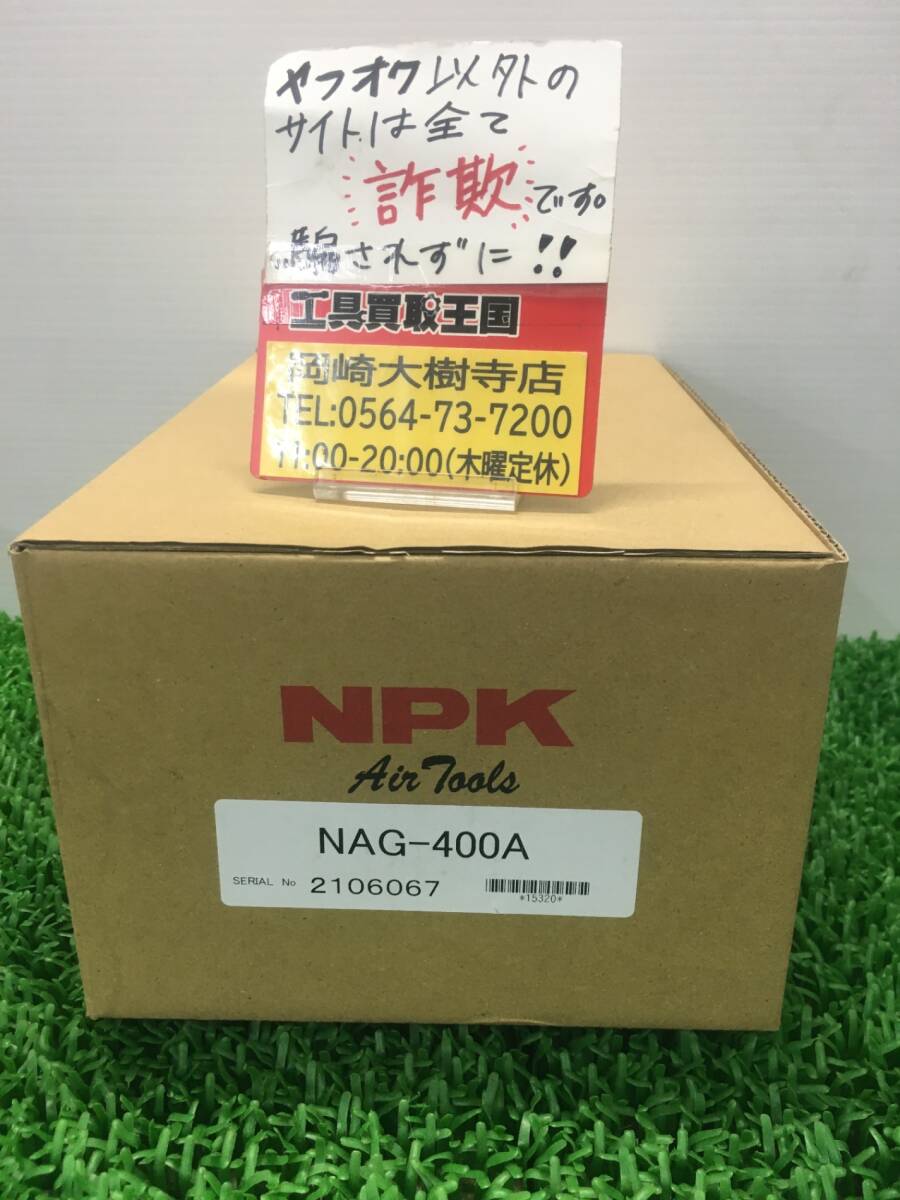 ヤフオク以外の
サイトは全て
詐欺です。
騙されずに!!
工具買取王国
岡崎大樹寺店
TEL:0564-73-7200
11:00-20:00(木曜定休)
NPK
Air Tools
NAG-400A
SERIAL No 2106067
*15320*